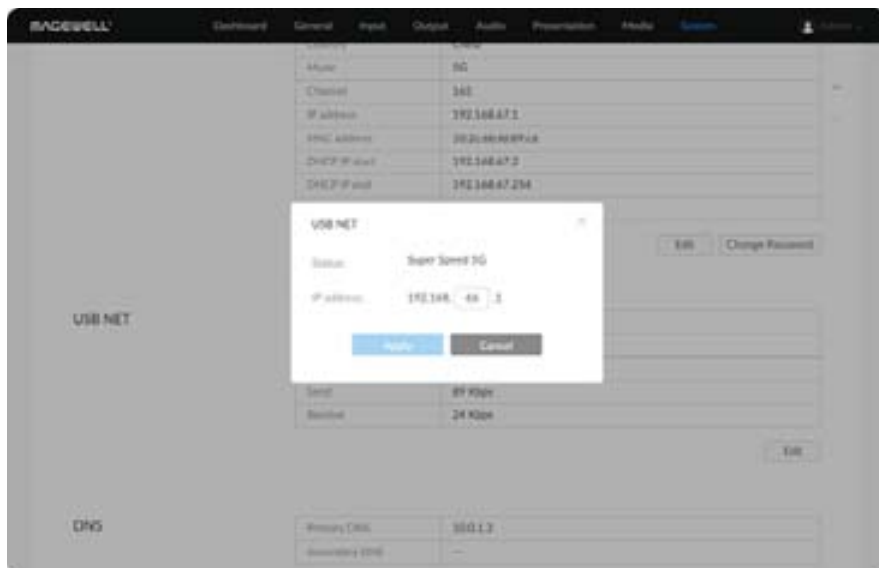 MAGEWELL
Dashboard General Input Output Audio Presentation Media System Admin
Mode 5G
Channel 161
IP address 192.168.67.1
MAC address
DHCP IP start 192.168.67.2
DHCP IP end 192.168.67.254
Edit Change Password
USB NET
Status: Super Speed 5G
IP address: 192.168. 66 .1
Apply Cancel
USB NET
Send 89 Kbps
Receive 24 Kbps
Edit
DNS
Primary DNS 10.0.1.2
Secondary DNS --